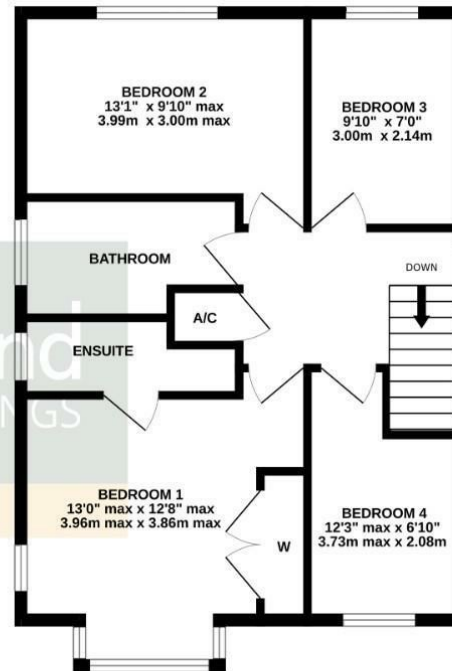 BEDROOM 2
13'1" x 9'10" max
3.99m x 3.00m max
BEDROOM 3
9'10" x 7'0"
3.00m x 2.14m
BATHROOM
DOWN
A/C
ENSUITE
BEDROOM 1
13'0" max x 12'8" max
3.96m max x 3.86m max
W
BEDROOM 4
12'3" max x 6'10"
3.73m max x 2.08m